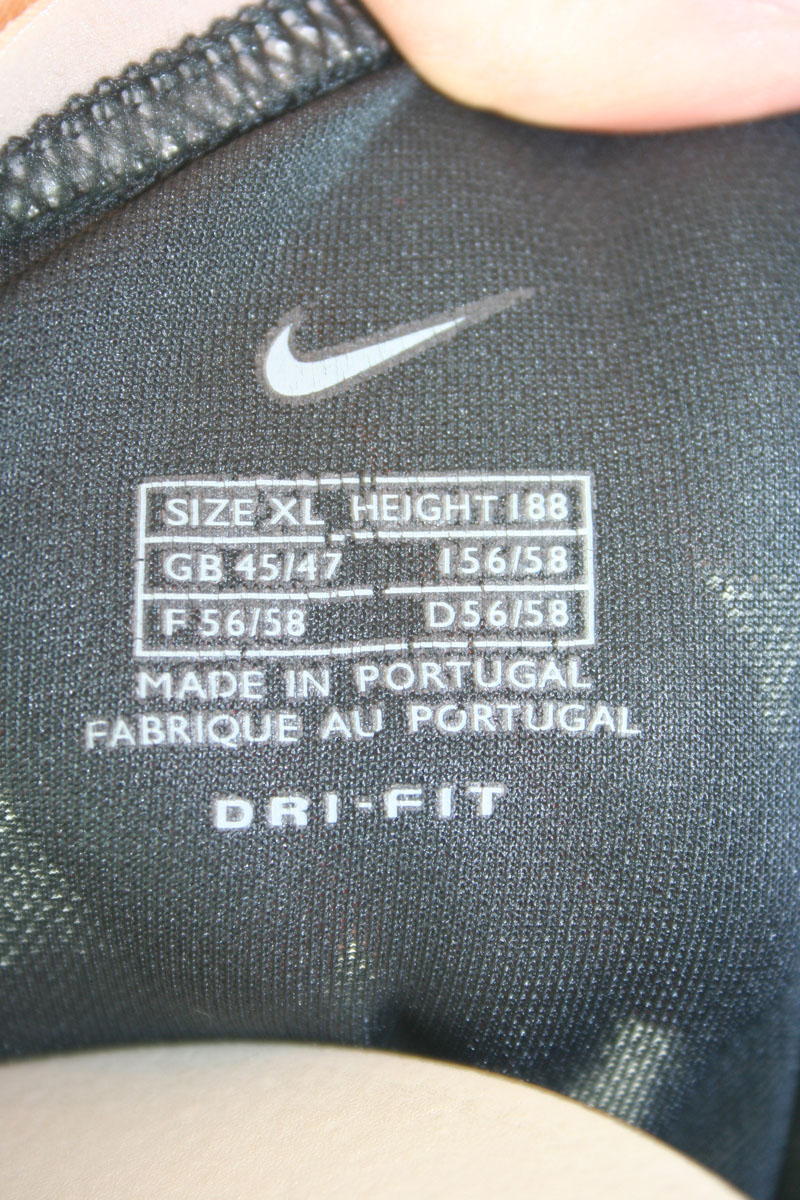 SIZE XL HEIGHT 188
GB 45/47 I56/58
F 56/58 D56/58
MADE IN PORTUGAL
FABRIQUE AU PORTUGAL
DRI-FIT